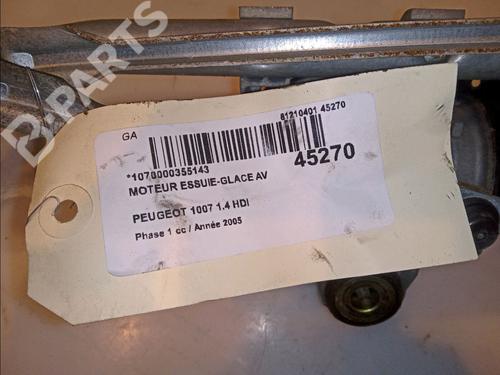 B-PARTS
GA
81210401 45270
*1070000355143
45270
MOTEUR ESSUIE-GLACE AV
PEUGEOT 1007 1.4 HDI
Phase 1 cc / Année 2005